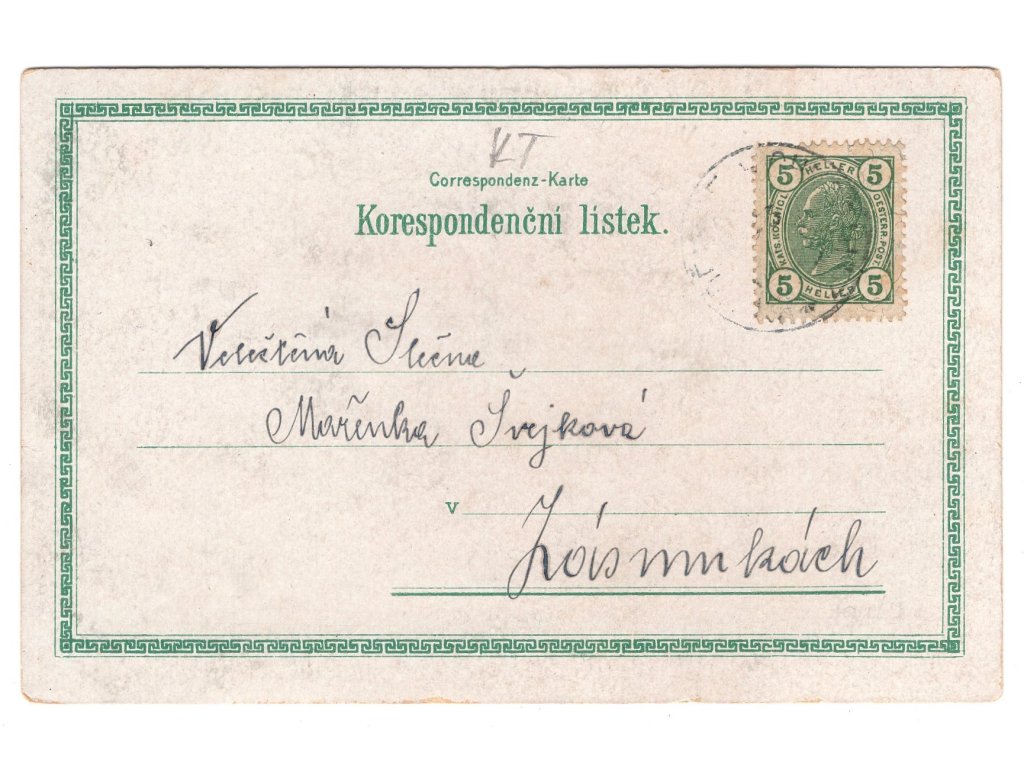 KT
Correspondenz-Karte
Korespondenční lístek.
5 HELLER 5
KAIS. KÖNIGL.
OESTERR. POST
5 HELLER 5
Veleštěná Slečna
Mařenka Švejková
v
Zásmukách